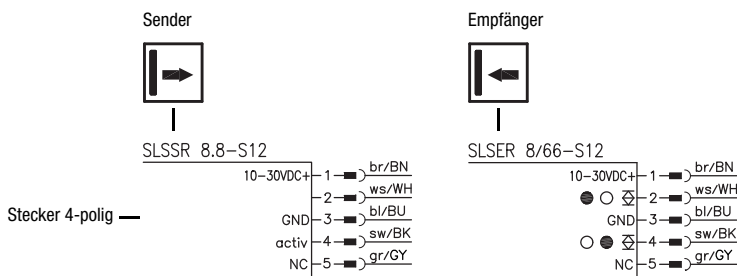 Sender
SLSSR 8.8-S12
10-30VDC+ 1 br/BN
2 ws/WH
Stecker 4-polig
GND 3 bl/BU
activ 4 sw/BK
NC 5 gr/GY
Empfänger
SLSER 8/66-S12
10-30VDC+ 1 br/BN
2 ws/WH
GND 3 bl/BU
4 sw/BK
NC 5 gr/GY